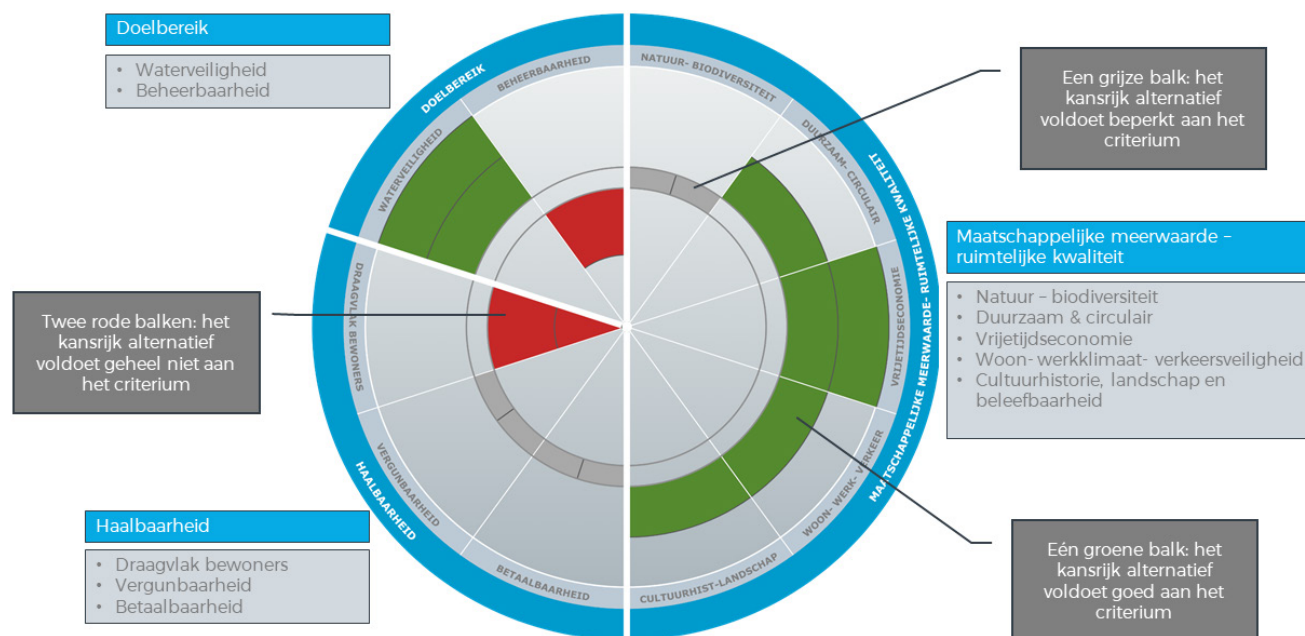 Doelbereik
• Waterveiligheid
• Beheerbaarheid
Een grijze balk: het
kansrijk alternatief
voldoet beperkt aan het
criterium
DOELBEREIK
BEHEERBAARHEID
WATERVEILIGHEID
NATUUR- BIODIVERSITEIT
DUURZAAM- CIRCULAIR
VRIJETIJDSECONOMIE
WOON- WERK- VERKEER
CULTUURHIST-LANDSCHAP
MAATSCHAPPELIJKE MEERWAARDE- RUIMTELIJKE KWALITEIT
DRAAGVLAK BEWONERS
VERGUNBAARHEID
BETAALBAARHEID
HAALBAARHEID
Maatschappelijke meerwaarde –
ruimtelijke kwaliteit
• Natuur – biodiversiteit
• Duurzaam & circulair
• Vrijetijdseconomie
• Woon- werkklimaat- verkeersveiligheid
• Cultuurhistorie, landschap en
beleefbaarheid
Twee rode balken: het
kansrijk alternatief
voldoet geheel niet aan
het criterium
Haalbaarheid
• Draagvlak bewoners
• Vergunbaarheid
• Betaalbaarheid
Eén groene balk: het
kansrijk alternatief
voldoet goed aan het
criterium